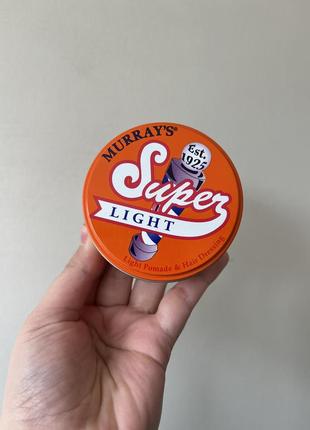 MURRAY'S®
Est.
1925
Super
LIGHT
Light Pomade & Hair Dressing